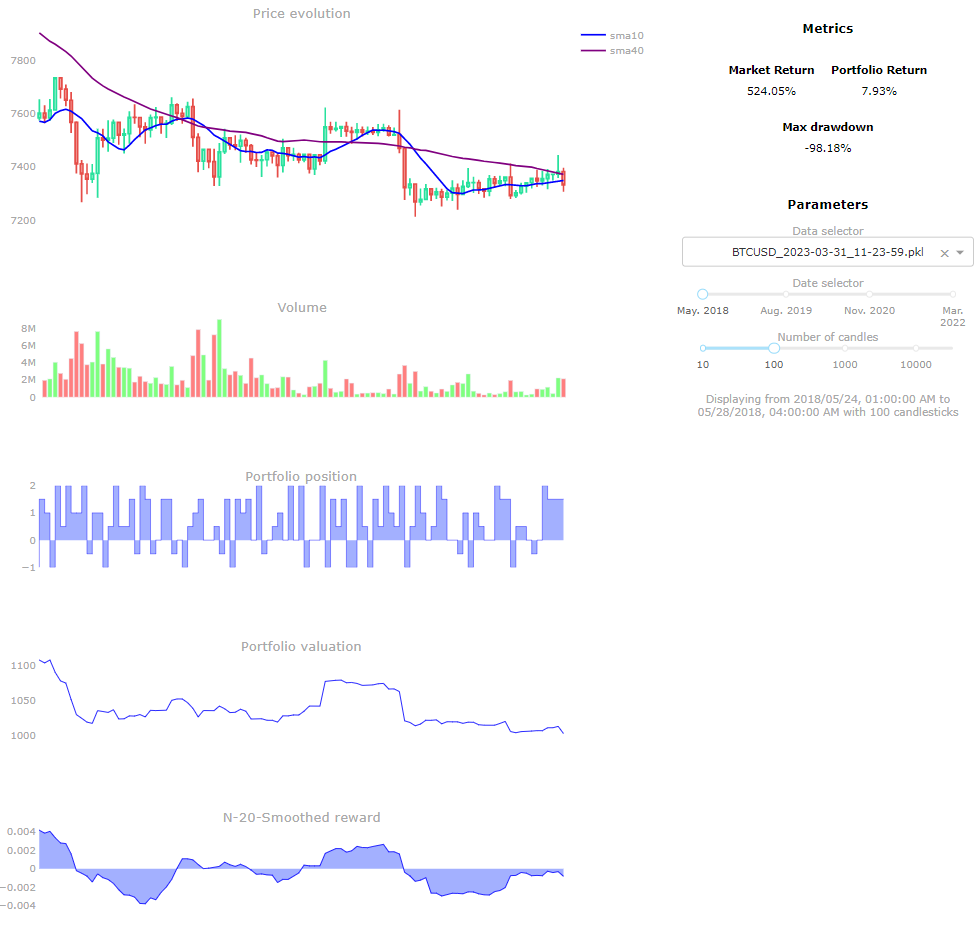 Price evolution
sma10
sma40
7800
7600
7400
7200
Volume
8M
6M
4M
2M
0
Portfolio position
2
1
0
−1
Portfolio valuation
1100
1050
1000
N-20-Smoothed reward
0.004
0.002
0
−0.002
−0.004
Metrics
Market Return Portfolio Return
524.05% 7.93%
Max drawdown
-98.18%
Parameters
Data selector
BTCUSD_2023-03-31_11-23-59.pkl
Date selector
May. 2018 Aug. 2019 Nov. 2020 Mar.
2022
Number of candles
10 100 1000 10000
Displaying from 2018/05/24, 01:00:00 AM to
05/28/2018, 04:00:00 AM with 100 candlesticks